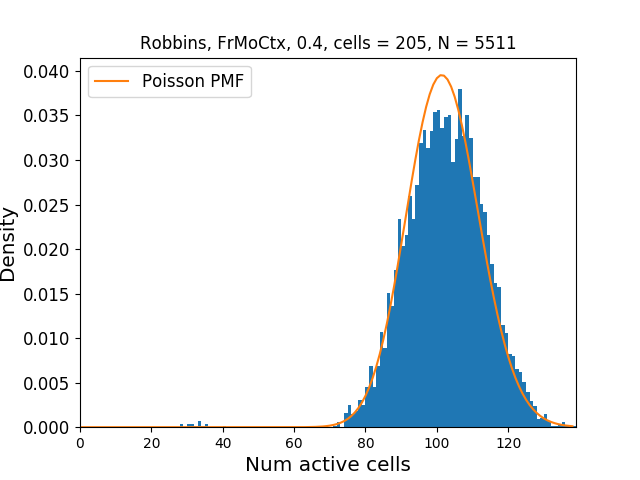 Robbins, FrMoCtx, 0.4, cells = 205, N = 5511
Poisson PMF
0.040
0.035
0.030
0.025
0.020
0.015
0.010
0.005
0.000
Density
0 20 40 60 80 100 120
Num active cells